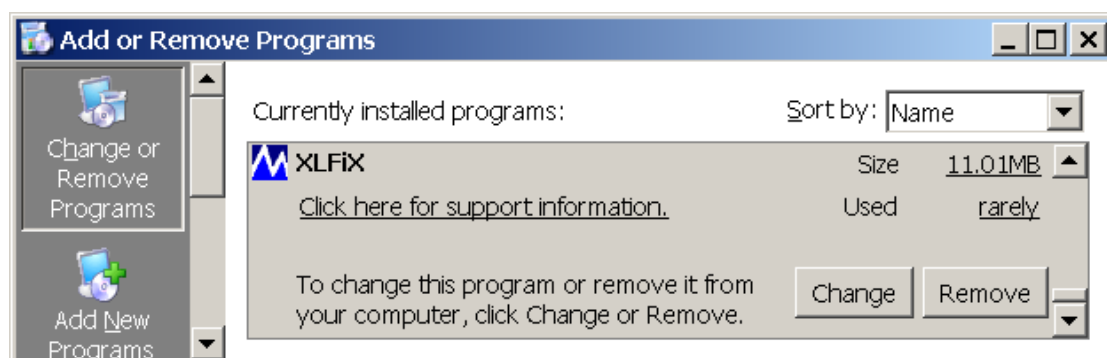 Add or Remove Programs
Change or
Remove
Programs
Add New
Programs
Currently installed programs:
Sort by: Name
XLFiX
Size 11.01MB
Click here for support information.
Used rarely
To change this program or remove it from
your computer, click Change or Remove.
Change Remove